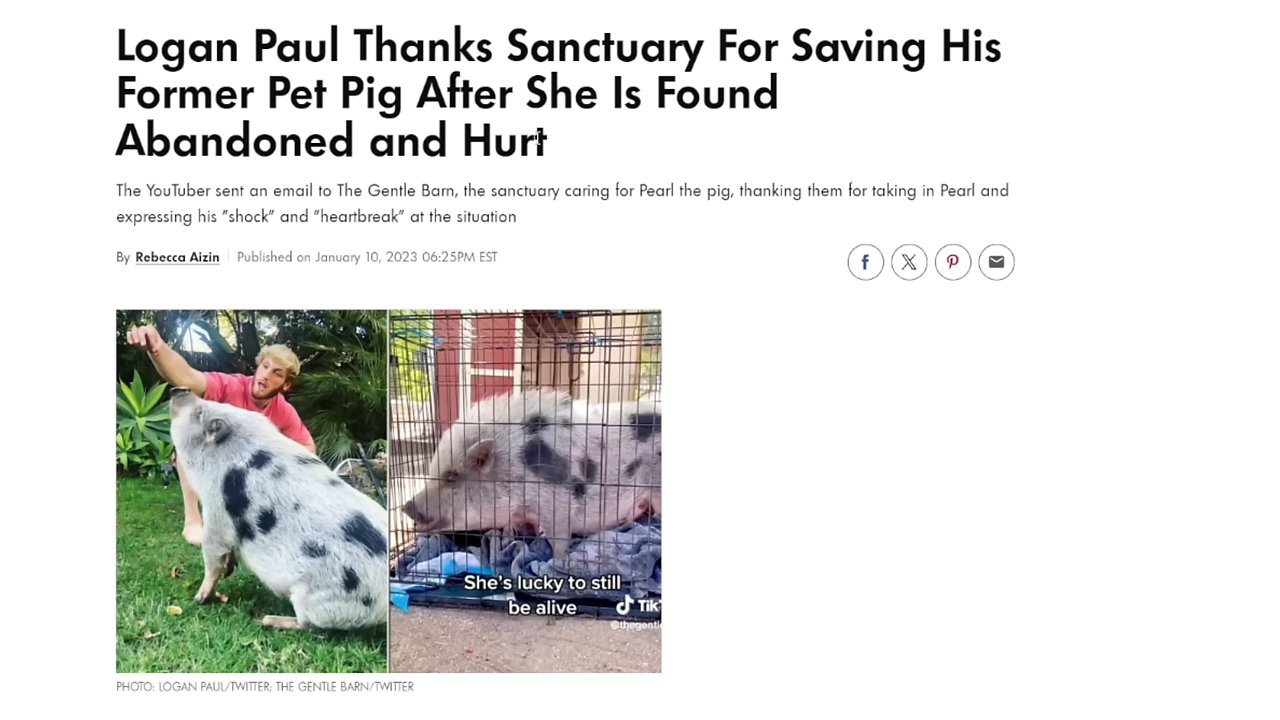 Logan Paul Thanks Sanctuary For Saving His
Former Pet Pig After She Is Found
Abandoned and Hurt
The YouTuber sent an email to The Gentle Barn, the sanctuary caring for Pearl the pig, thanking them for taking in Pearl and
expressing his "shock" and "heartbreak" at the situation
By Rebecca Aizin Published on January 10, 2023 06:25PM EST
She's lucky to still
be alive
Tik
@thegentl
PHOTO: LOGAN PAUL/TWITTER; THE GENTLE BARN/TWITTER